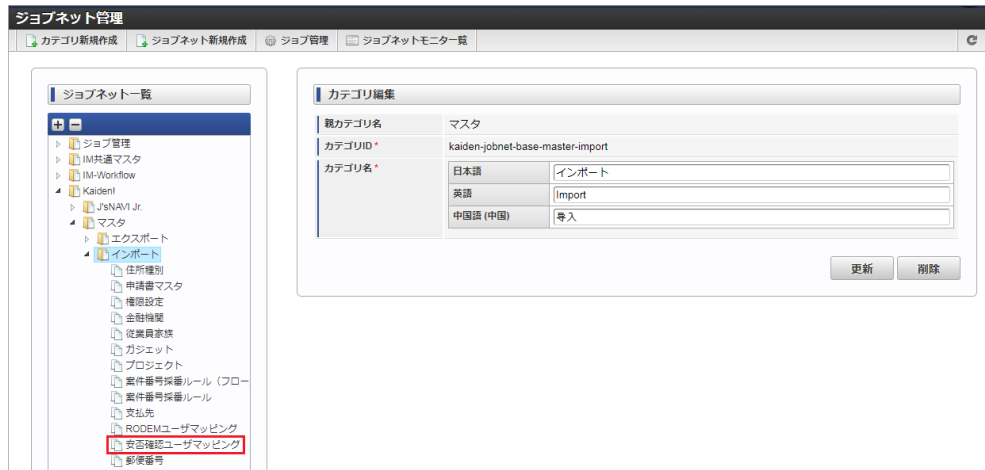 ジョブネット管理
カテゴリ新規作成 ジョブネット新規作成 ジョブ管理 ジョブネットモニター覧
ジョブネット一覧
ジョブ管理
IM共通マスタ
IM-Workflow
Kaiden!
J'sNAVI Jr.
マスタ
エクスポート
インポート
住所種別
申請書マスタ
権限設定
金融機関
従業員家族
ガジェット
プロジェクト
案件番号採番ルール（フロー
案件番号採番ルール
支払先
RODEMユーザマッピング
安否確認ユーザマッピング
郵便番号
カテゴリ編集
親カテゴリ名 マスタ
カテゴリID * kaiden-jobnet-base-master-import
カテゴリ名 * 日本語 インポート
英語 Import
中国語 (中国) 导入
更新 削除